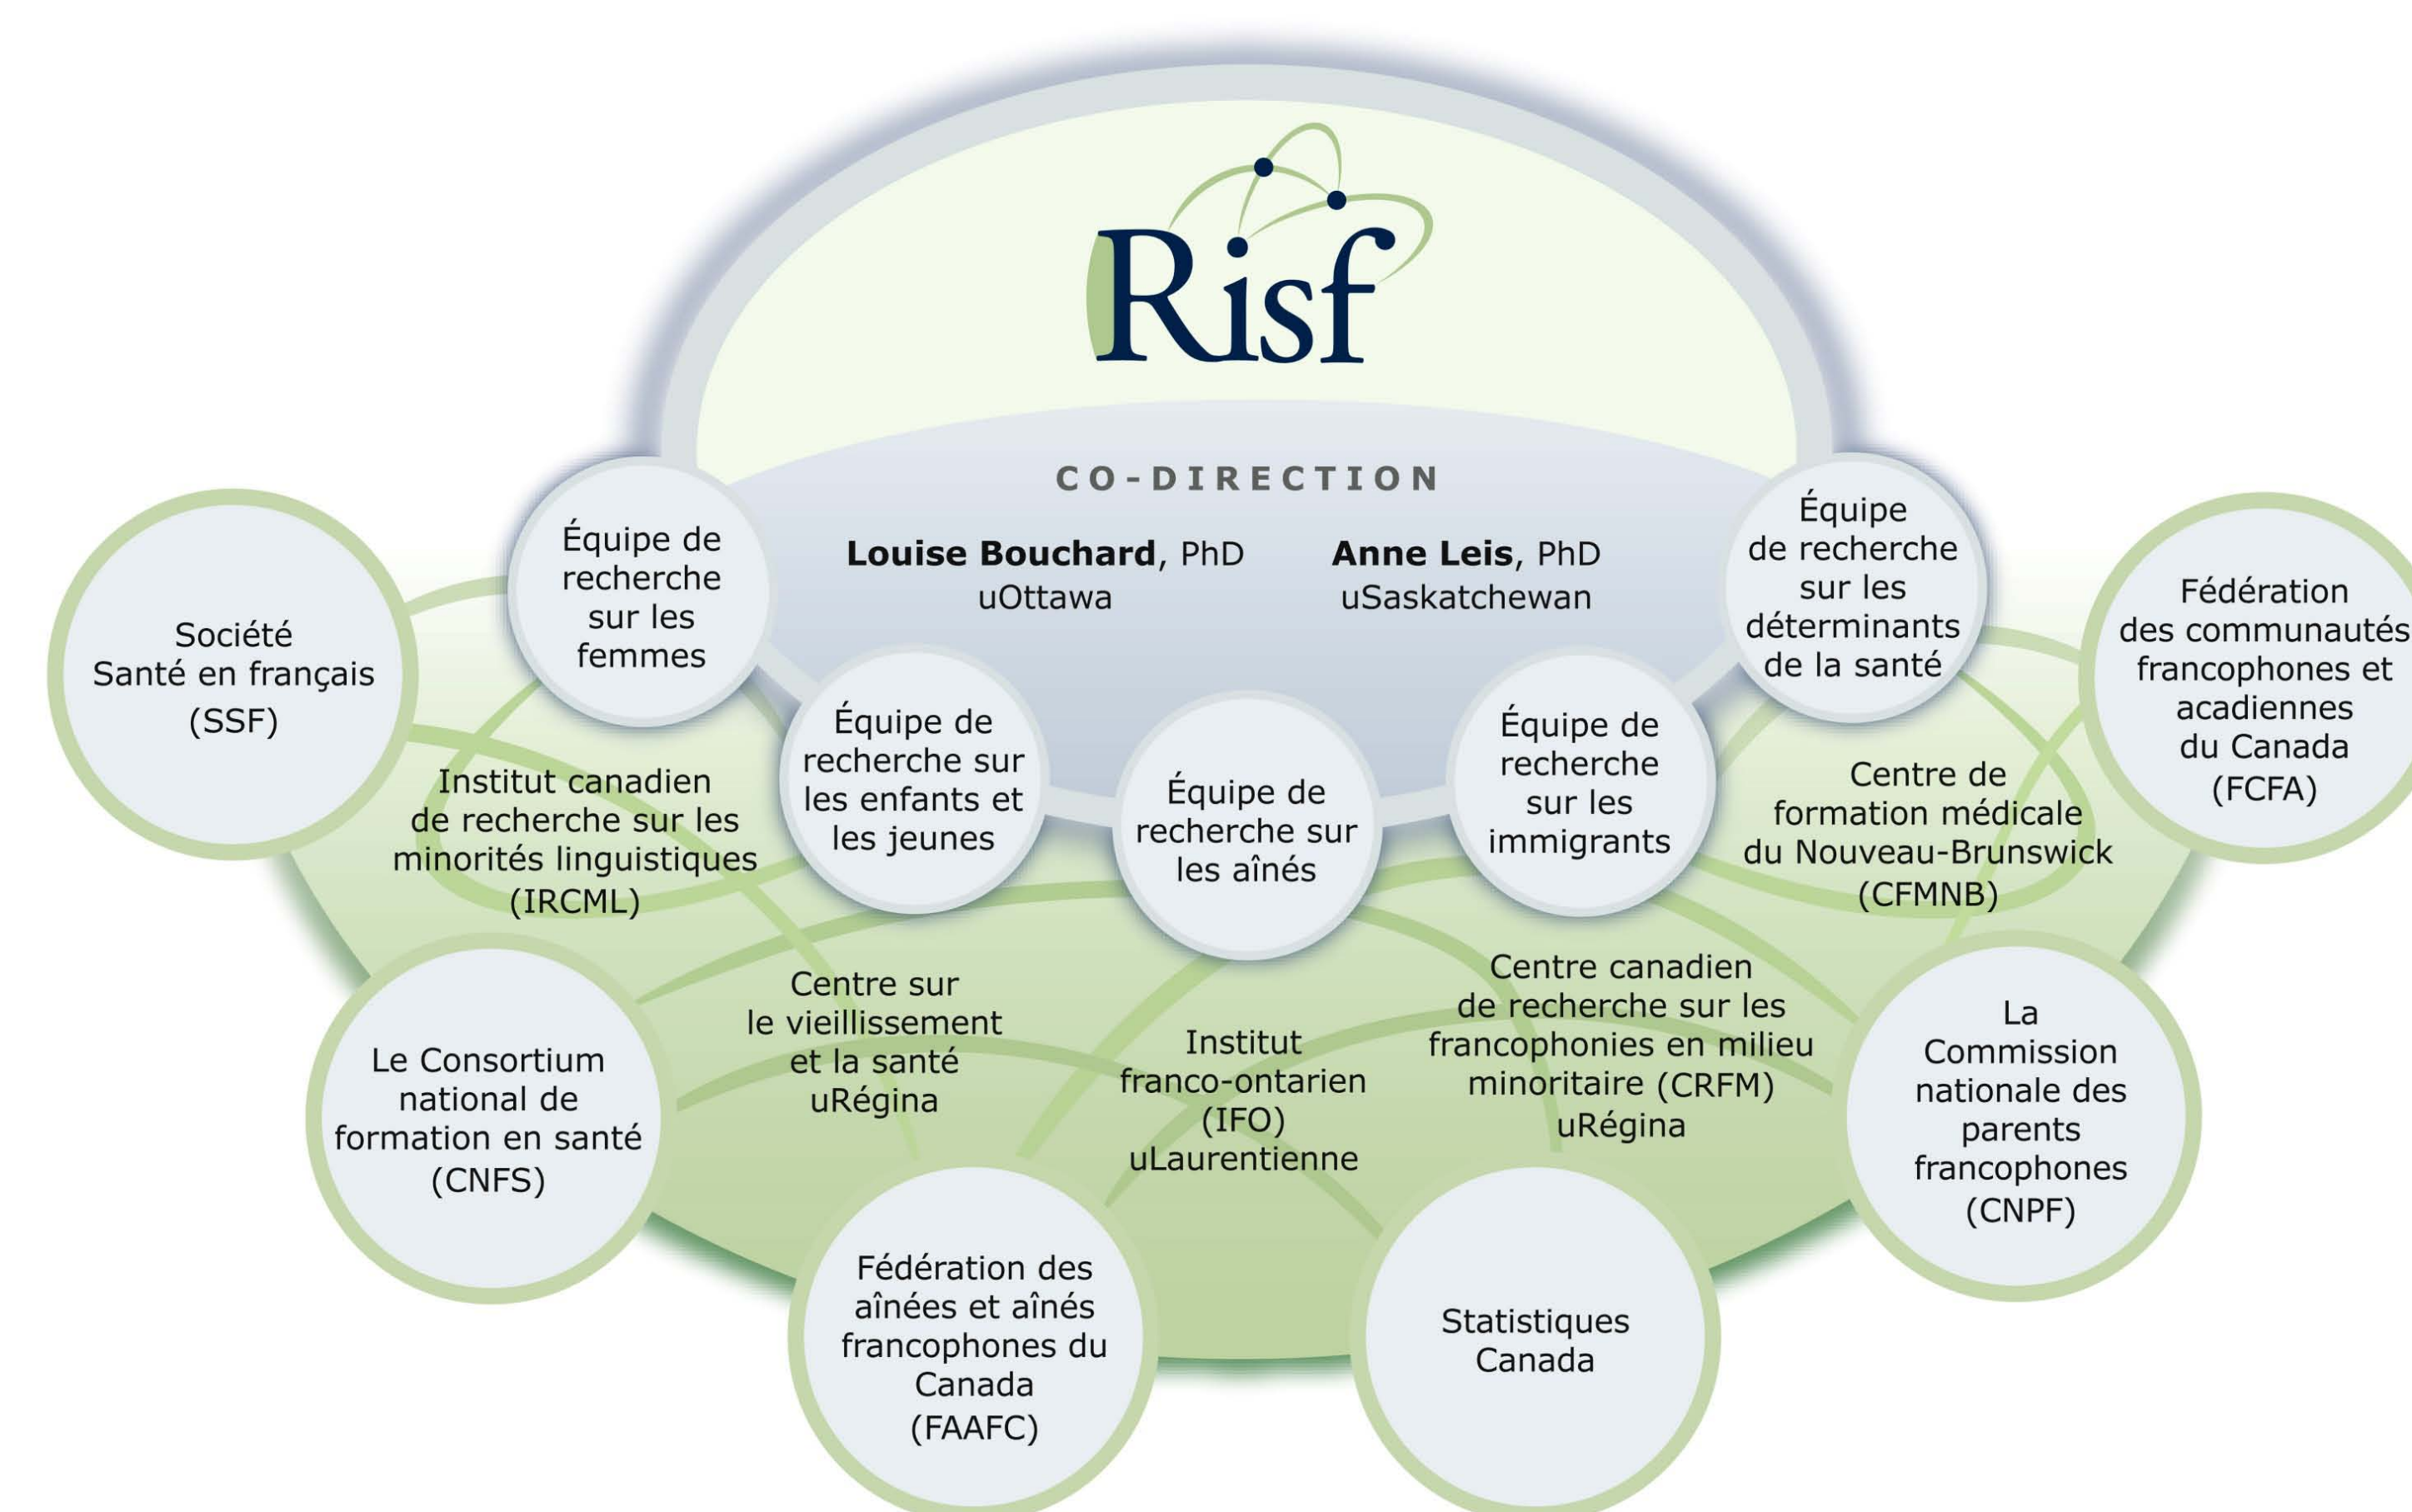 Risf
CO-DIRECTION
Louise Bouchard, PhD
uOttawa
Anne Leis, PhD
uSaskatchewan
Équipe de
recherche
sur les
femmes
Équipe de
recherche sur
les enfants et
les jeunes
Équipe de
recherche sur
les aînés
Équipe de
recherche
sur les
immigrants
Équipe
de recherche
sur les
déterminants
de la santé
Société
Santé en français
(SSF)
Institut canadien
de recherche sur les
minorités linguistiques
(IRCML)
Centre de
formation médicale
du Nouveau-Brunswick
(CFMNB)
Fédération
des communautés
francophones et
acadiennes
du Canada
(FCFA)
Le Consortium
national de
formation en santé
(CNFS)
Centre sur
le vieillissement
et la santé
uRégina
Institut
franco-ontarien
(IFO)
uLaurentienne
Centre canadien
de recherche sur les
francophonies en milieu
minoritaire (CRFM)
uRégina
La
Commission
nationale des
parents
francophones
(CNPF)
Fédération des
aînées et aînés
francophones du
Canada
(FAAFC)
Statistiques
Canada